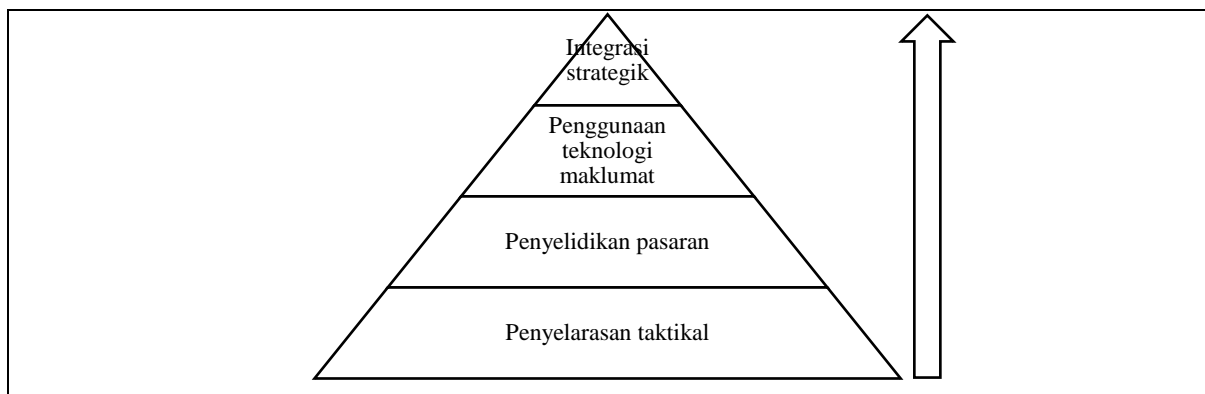 Integrasi
strategik
Penggunaan
teknologi
maklumat
Penyelidikan pasaran
Penyelarasan taktikal